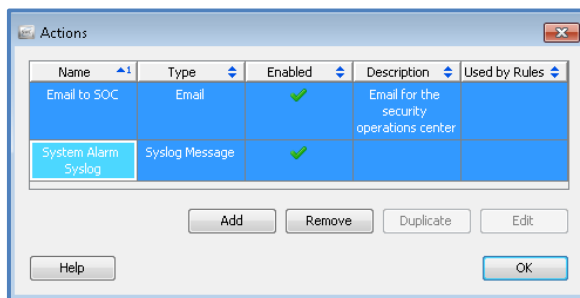 Actions
Name 1 Type Enabled Description Used by Rules
Email to SOC Email Email for the
security
operations center
System Alarm Syslog Message
Syslog
Add Remove Duplicate Edit
Help OK